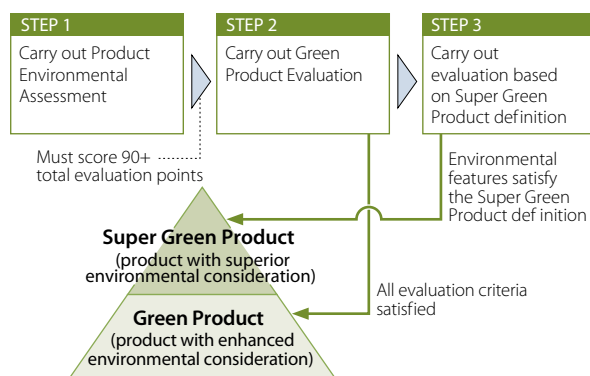 STEP 1
Carry out Product
Environmental
Assessment
STEP 2
Carry out Green
Product Evaluation
STEP 3
Carry out
evaluation based
on Super Green
Product definition
Must score 90+
total evaluation points
Environmental
features satisfy
the Super Green
Product def inition
Super Green Product
(product with superior
environmental consideration)
All evaluation criteria
satisfied
Green Product
(product with enhanced
environmental consideration)